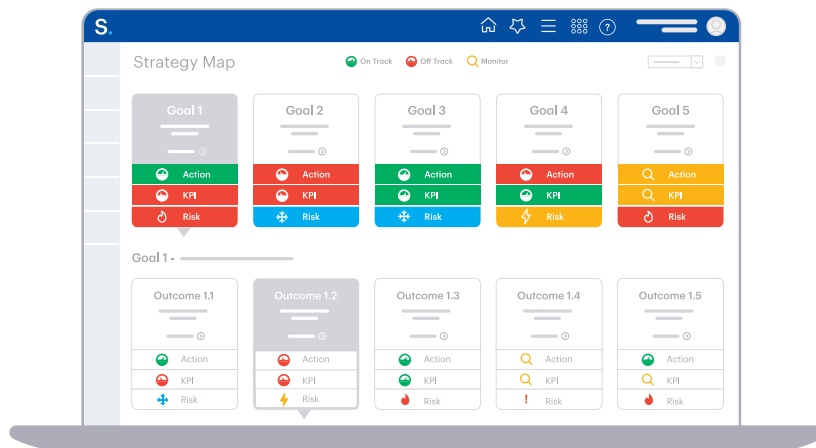 S.
?
Strategy Map
On Track Off Track Monitor
Goal 1 Goal 2 Goal 3 Goal 4 Goal 5
Action Action Action Action Action
KPI KPI KPI KPI KPI
Risk Risk Risk Risk Risk
Goal 1 -
Outcome 1.1 Outcome 1.2 Outcome 1.3 Outcome 1.4 Outcome 1.5
Action Action Action Action Action
KPI KPI KPI KPI KPI
Risk Risk Risk ! Risk Risk